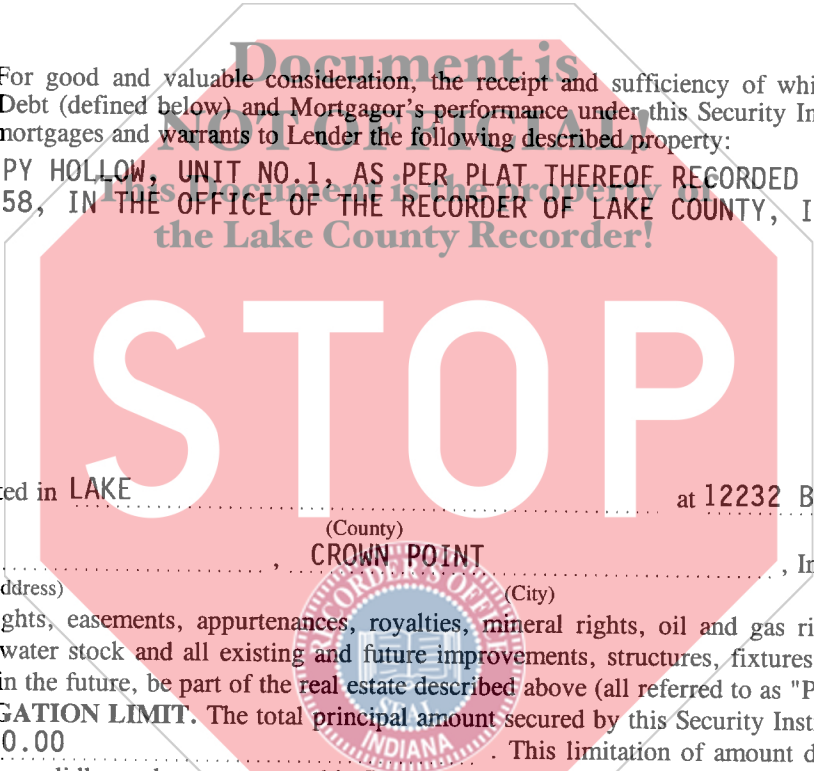 Document is
For good and valuable consideration, the receipt and sufficiency of whi
Debt (defined below) and Mortgagor's performance under this Security In
NOT OFFICIAL!
mortgages and warrants to Lender the following described property:
PY HOLLOW, UNIT NO.1, AS PER PLAT THEREOF RECORDED
This Document is the property of
58, IN THE OFFICE OF THE RECORDER OF LAKE COUNTY, I
the Lake County Recorder!
STOP
ted in LAKE at 12232 B
(County)
, CROWN POINT , In
ddress) (City)
RECORDER'S OFFICE
ghts, easements, appurtenances, royalties, mineral rights, oil and gas ri
water stock and all existing and future improvements, structures, fixtures
in the future, be part of the real estate described above (all referred to as "P
SEAL
GATION LIMIT. The total principal amount secured by this Security Inst
0.00 . This limitation of amount d
INDIANA